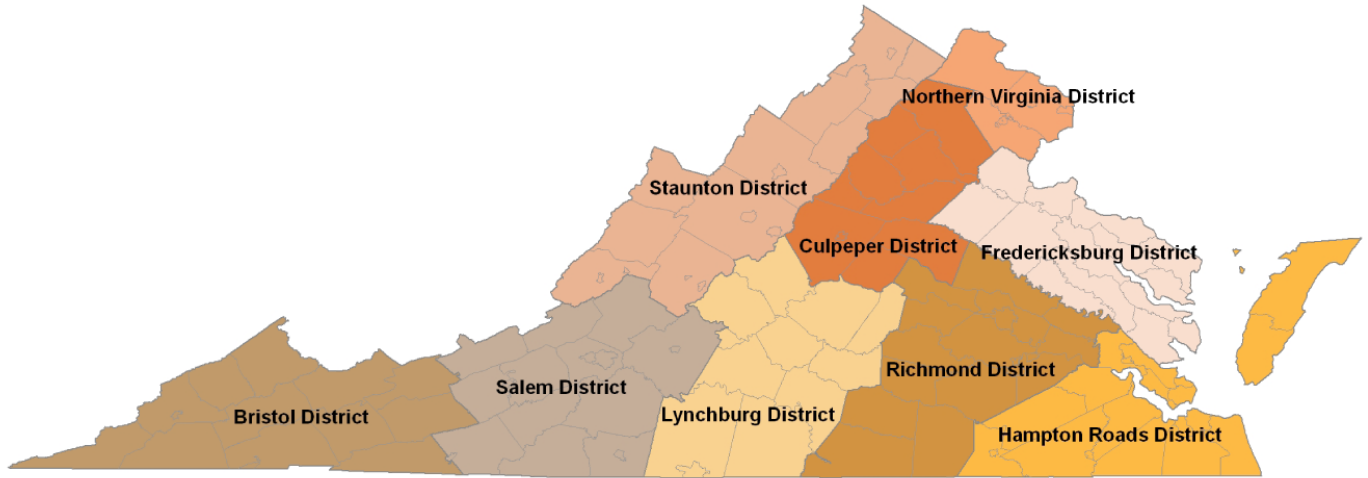 Northern Virginia District
Staunton District
Culpeper District
Fredericksburg District
Richmond District
Salem District
Bristol District
Lynchburg District
Hampton Roads District